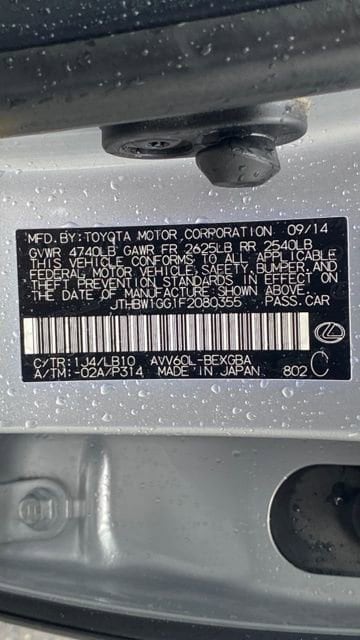 MFD. BY: TOYOTA MOTOR CORPORATION 09/14
GVWR 4740LB GAWR FR 2625LB RR 2540LB
THIS VEHICLE CONFORMS TO ALL APPLICABLE
FEDERAL MOTOR VEHICLE SAFETY, BUMPER, AND
THEFT PREVENTION STANDARDS IN EFFECT ON
THE DATE OF MANUFACTURE SHOWN ABOVE.
JTHBW1GG1F2080355 PASS. CAR
C/TR: 1J4/LB10 AVV60L-BEXGBA
A/TM: -02A/P314 MADE IN JAPAN. 802 C